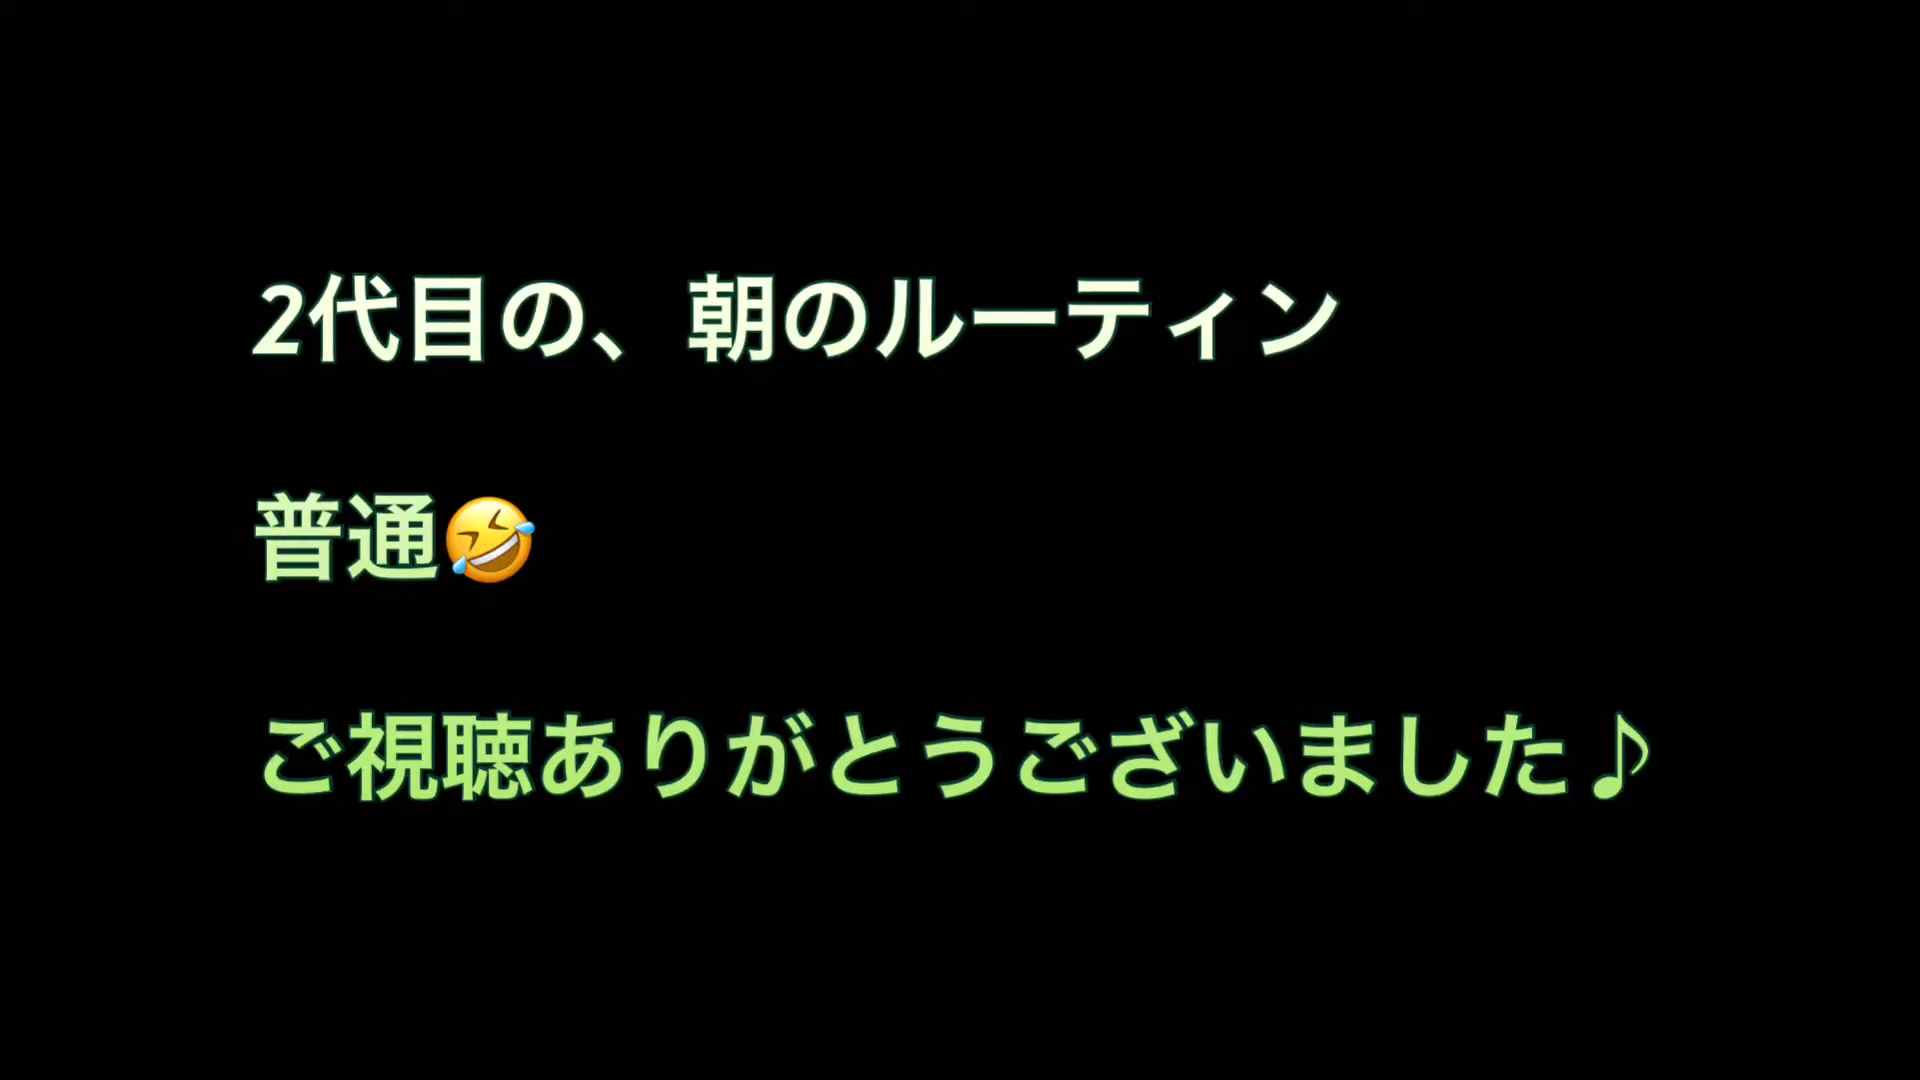 2代目の、朝のルーティン
普通🤣
ご視聴ありがとうございました♪